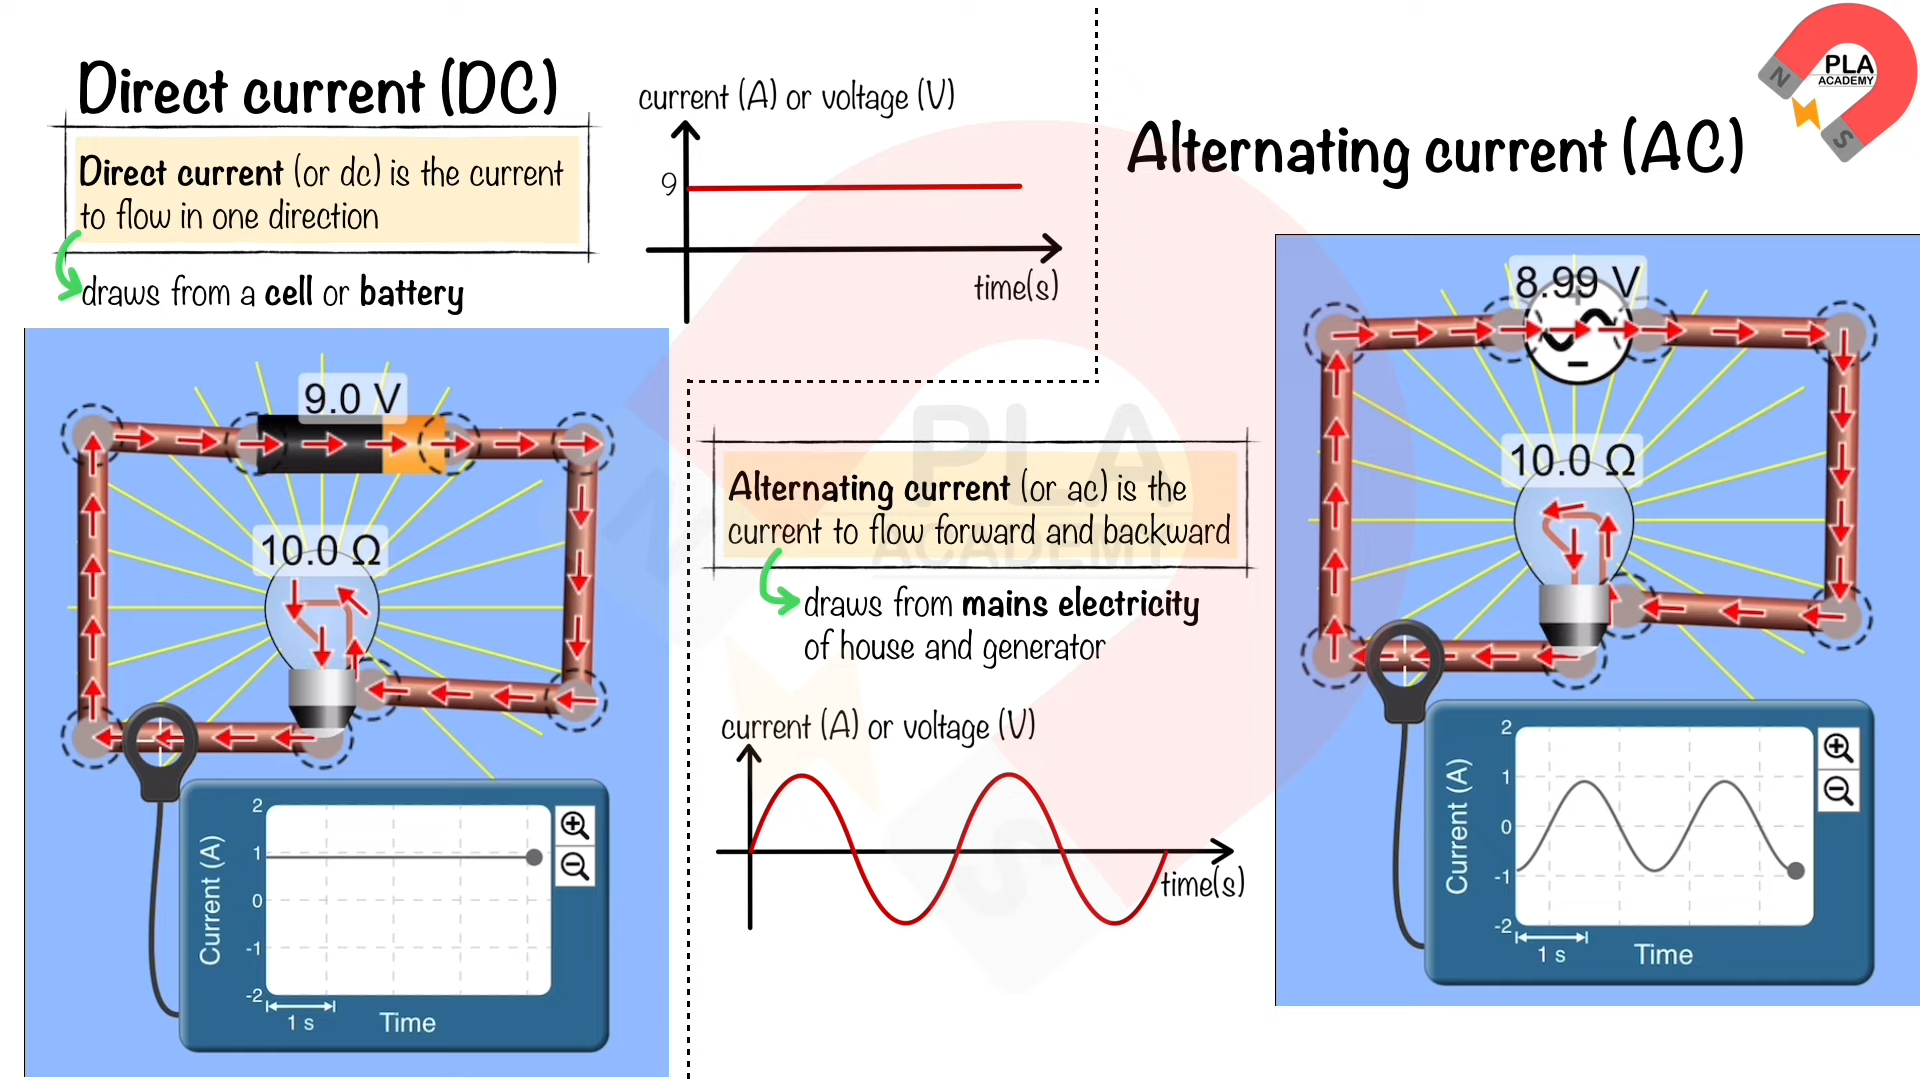 Direct current (DC)
Direct current (or dc) is the current
to flow in one direction
draws from a cell or battery
current (A) or voltage (V)
9
time(s)
9.0 V
10.0 Ω
2
1
0
-1
-2
Current (A)
1 s
Time
Alternating current (AC)
PLA
ACADEMY
N
S
PLA
ACADEMY
N
S
Alternating current (or ac) is the
current to flow forward and backward
draws from mains electricity
of house and generator
current (A) or voltage (V)
time(s)
8.99 V
+
−
10.0 Ω
2
1
0
-1
-2
Current (A)
1 s
Time